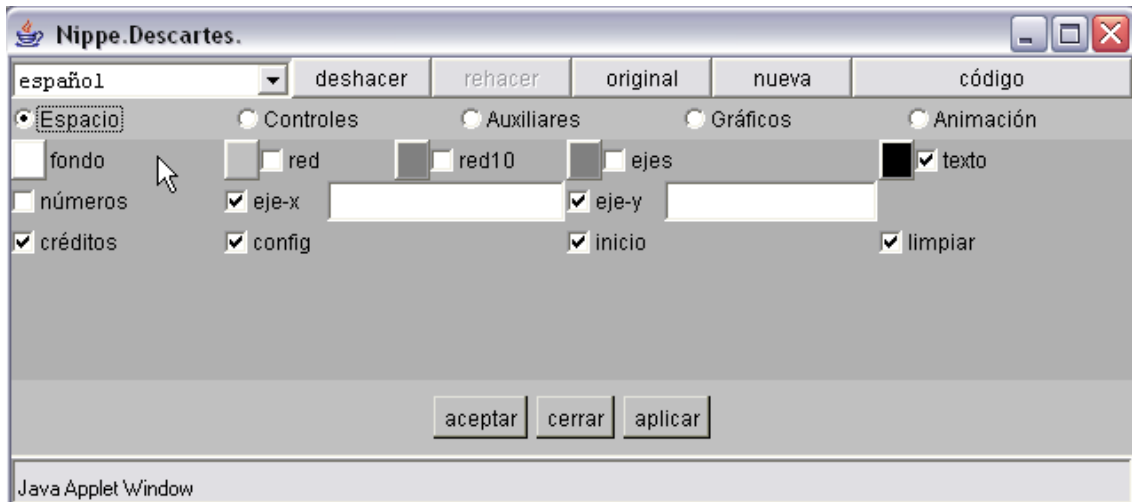 Nippe.Descartes.
español deshacer rehacer original nueva código
Espacio Controles Auxiliares Gráficos Animación
fondo red red10 ejes texto
números eje-x eje-y
créditos config inicio limpiar
aceptar cerrar aplicar
Java Applet Window